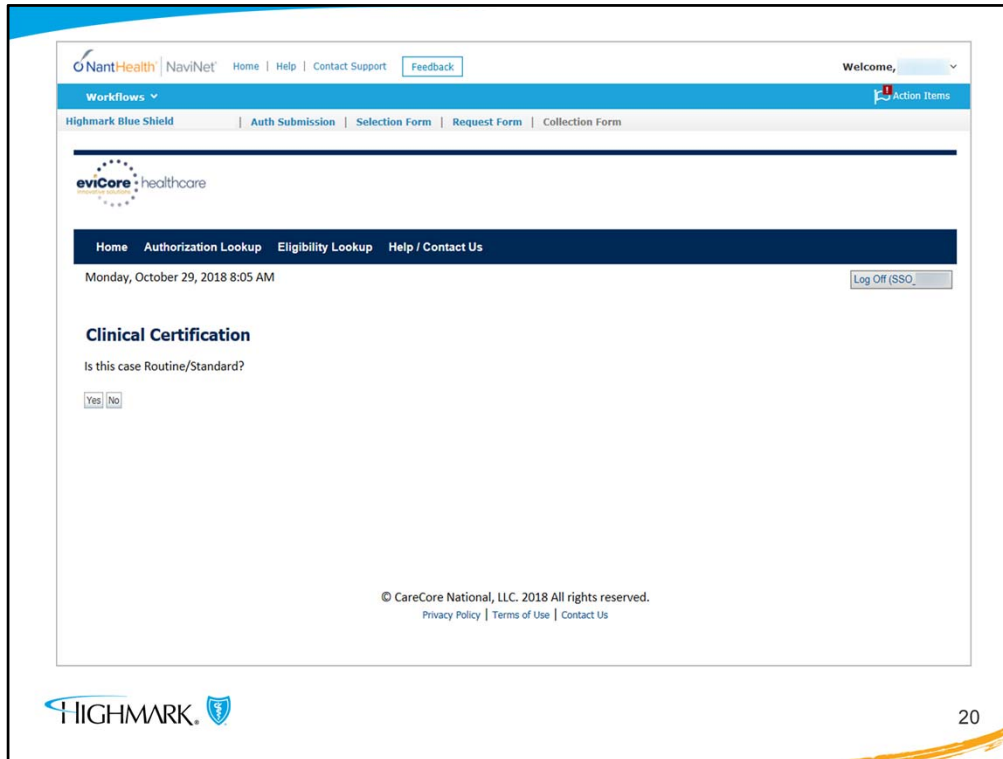 NantHealth® | NaviNet® Home | Help | Contact Support Feedback Welcome,
Workflows Action Items
Highmark Blue Shield | Auth Submission | Selection Form | Request Form | Collection Form
eviCore healthcare
innovative solutions
Home Authorization Lookup Eligibility Lookup Help / Contact Us
Monday, October 29, 2018 8:05 AM Log Off (SSO_
Clinical Certification
Is this case Routine/Standard?
Yes No
© CareCore National, LLC. 2018 All rights reserved.
Privacy Policy | Terms of Use | Contact Us
HIGHMARK®
20